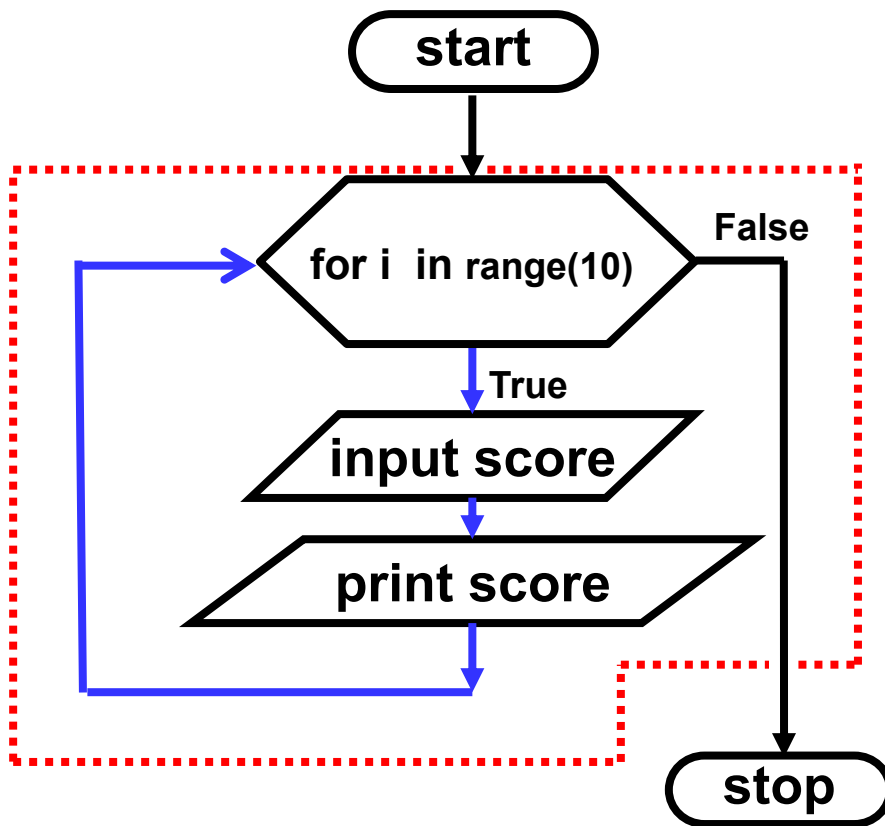 start
False
for i in range(10)
True
input score
print score
stop